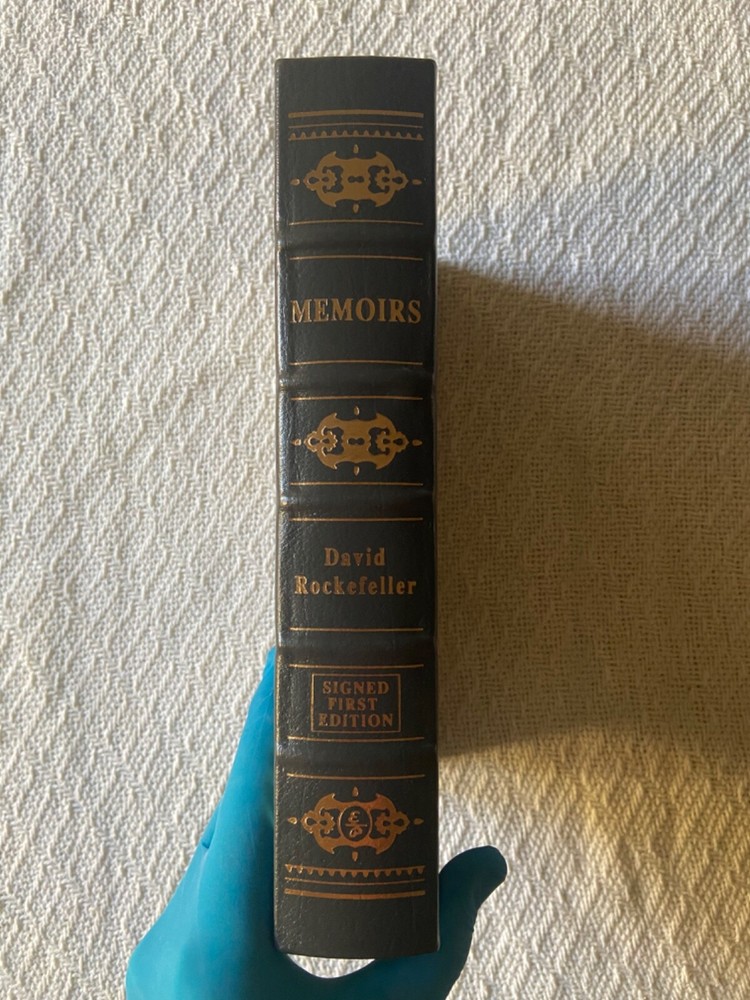 MEMOIRS
David
Rockefeller
SIGNED
FIRST
EDITION